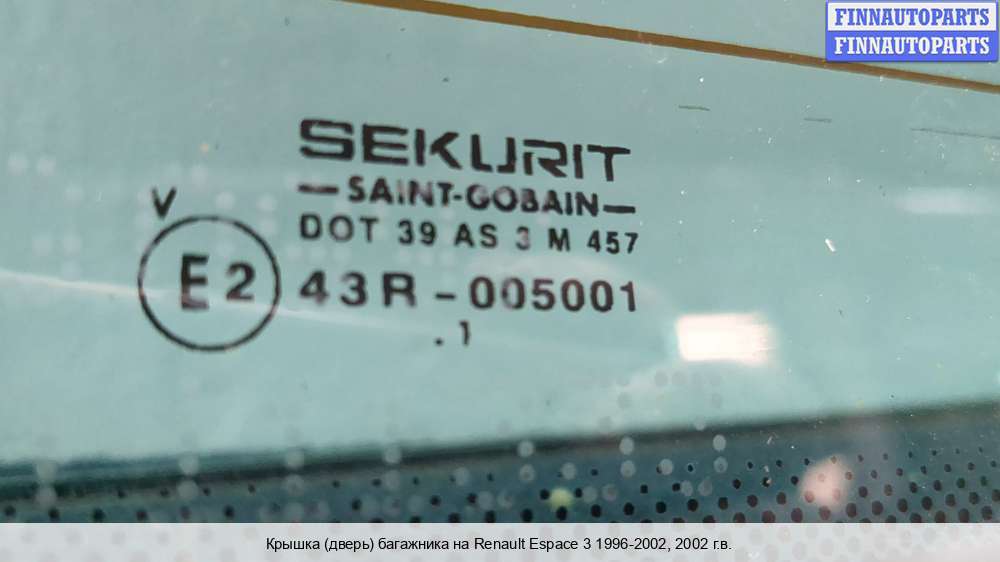 FINNAUTOPARTS
FINNAUTOPARTS
SEKURIT
—SAINT-GOBAIN—
V
DOT 39 AS 3 M 457
E2 43R-005001
.1
Крышка (дверь) багажника на Renault Espace 3 1996-2002, 2002 г.в.